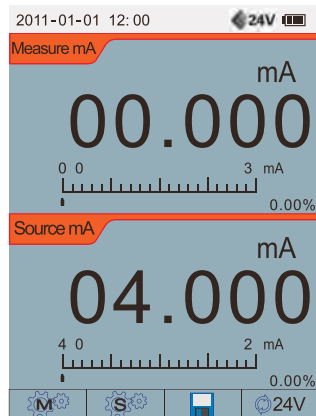 2011-01-01 12:00 24V
Measure mA
mA
00.000
0 0 3 mA
0.00%
Source mA
mA
04.000
4 0 2 mA
0.00%
M S 24V